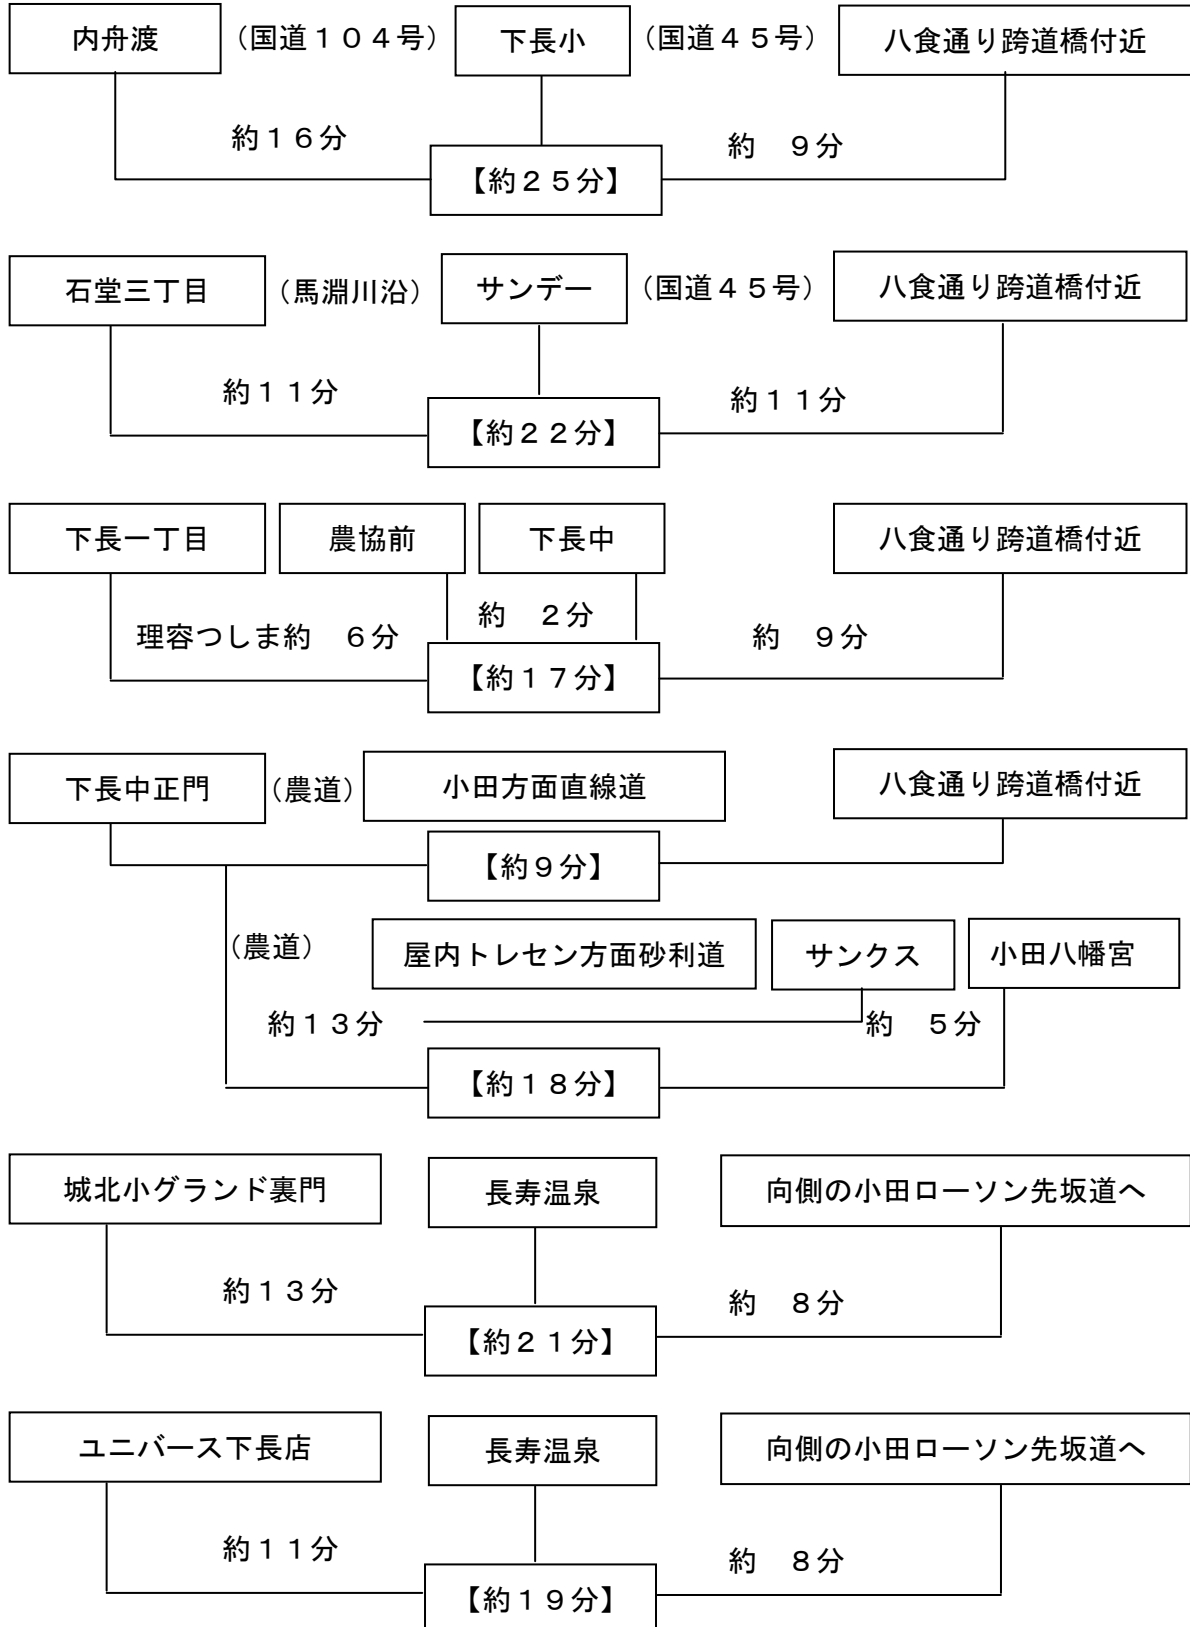 内舟渡 （国道１０４号） 下長小 （国道４５号） 八食通り跨道橋付近
約１６分 約　９分
【約２５分】
石堂三丁目 （馬淵川沿） サンデー （国道４５号） 八食通り跨道橋付近
約１１分 約１１分
【約２２分】
下長一丁目 農協前 下長中 八食通り跨道橋付近
理容つしま約　６分 約　２分 約　９分
【約１７分】
下長中正門 （農道） 小田方面直線道 八食通り跨道橋付近
【約９分】
（農道） 屋内トレセン方面砂利道 サンクス 小田八幡宮
約１３分 約　５分
【約１８分】
城北小グランド裏門 長寿温泉 向側の小田ローソン先坂道へ
約１３分 約　８分
【約２１分】
ユニバース下長店 長寿温泉 向側の小田ローソン先坂道へ
約１１分 約　８分
【約１９分】